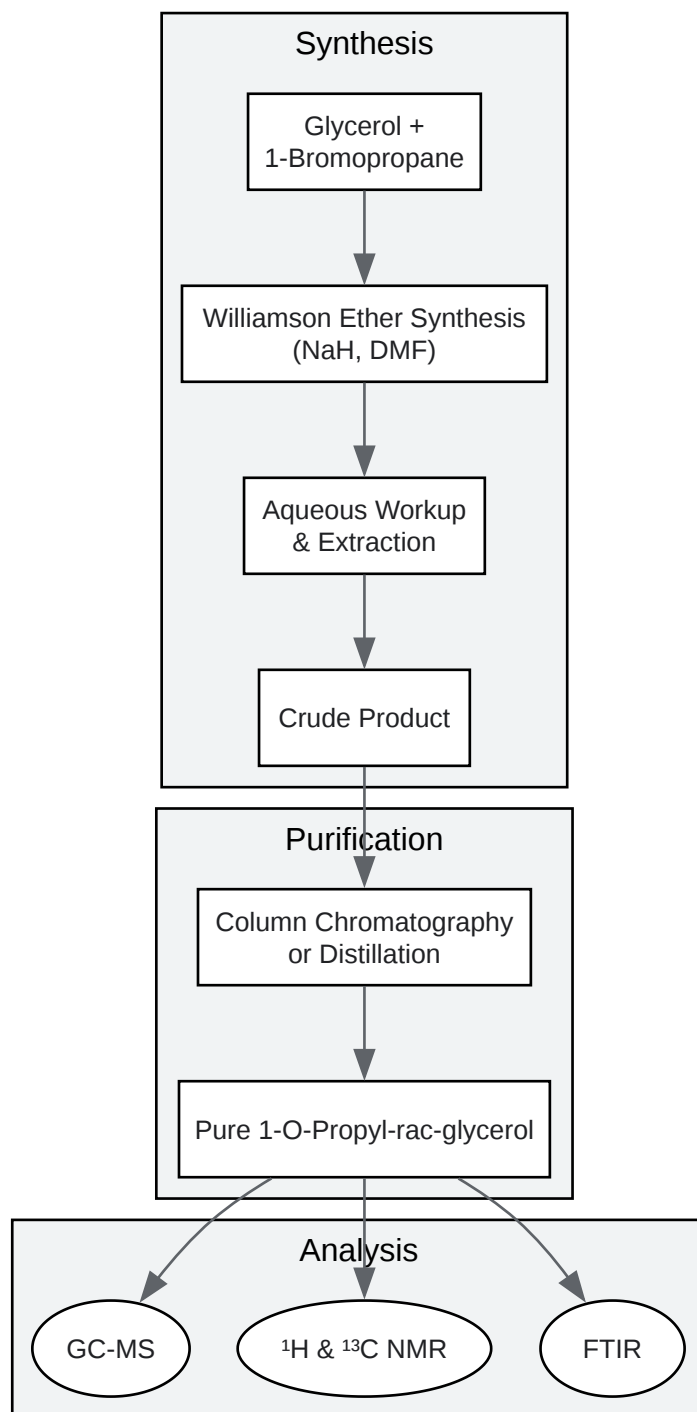 Synthesis
Glycerol +
1-Bromopropane
Williamson Ether Synthesis
(NaH, DMF)
Aqueous Workup
& Extraction
Crude Product
Purification
Column Chromatography
or Distillation
Pure 1-O-Propyl-rac-glycerol
Analysis
GC-MS
¹H & ¹³C NMR
FTIR